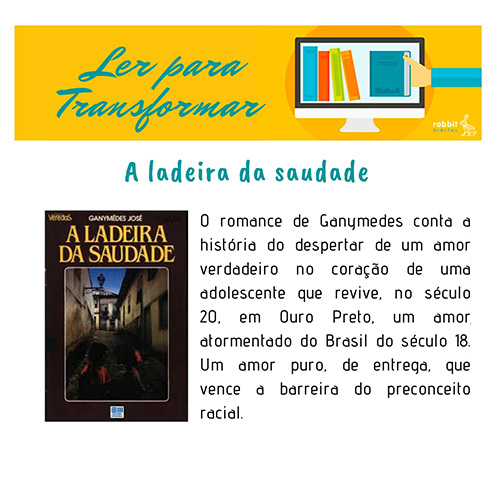 Ler para
Transformar
rabbit
DIGITAL
A ladeira da saudade
Veredas
GANYMÉDES JOSÉ
A LADEIRA
DA SAUDADE
O romance de Ganymedes conta a
história do despertar de um amor
verdadeiro no coração de uma
adolescente que revive, no século
20, em Ouro Preto, um amor
atormentado do Brasil do século 18.
Um amor puro, de entrega, que
vence a barreira do preconceito
racial.